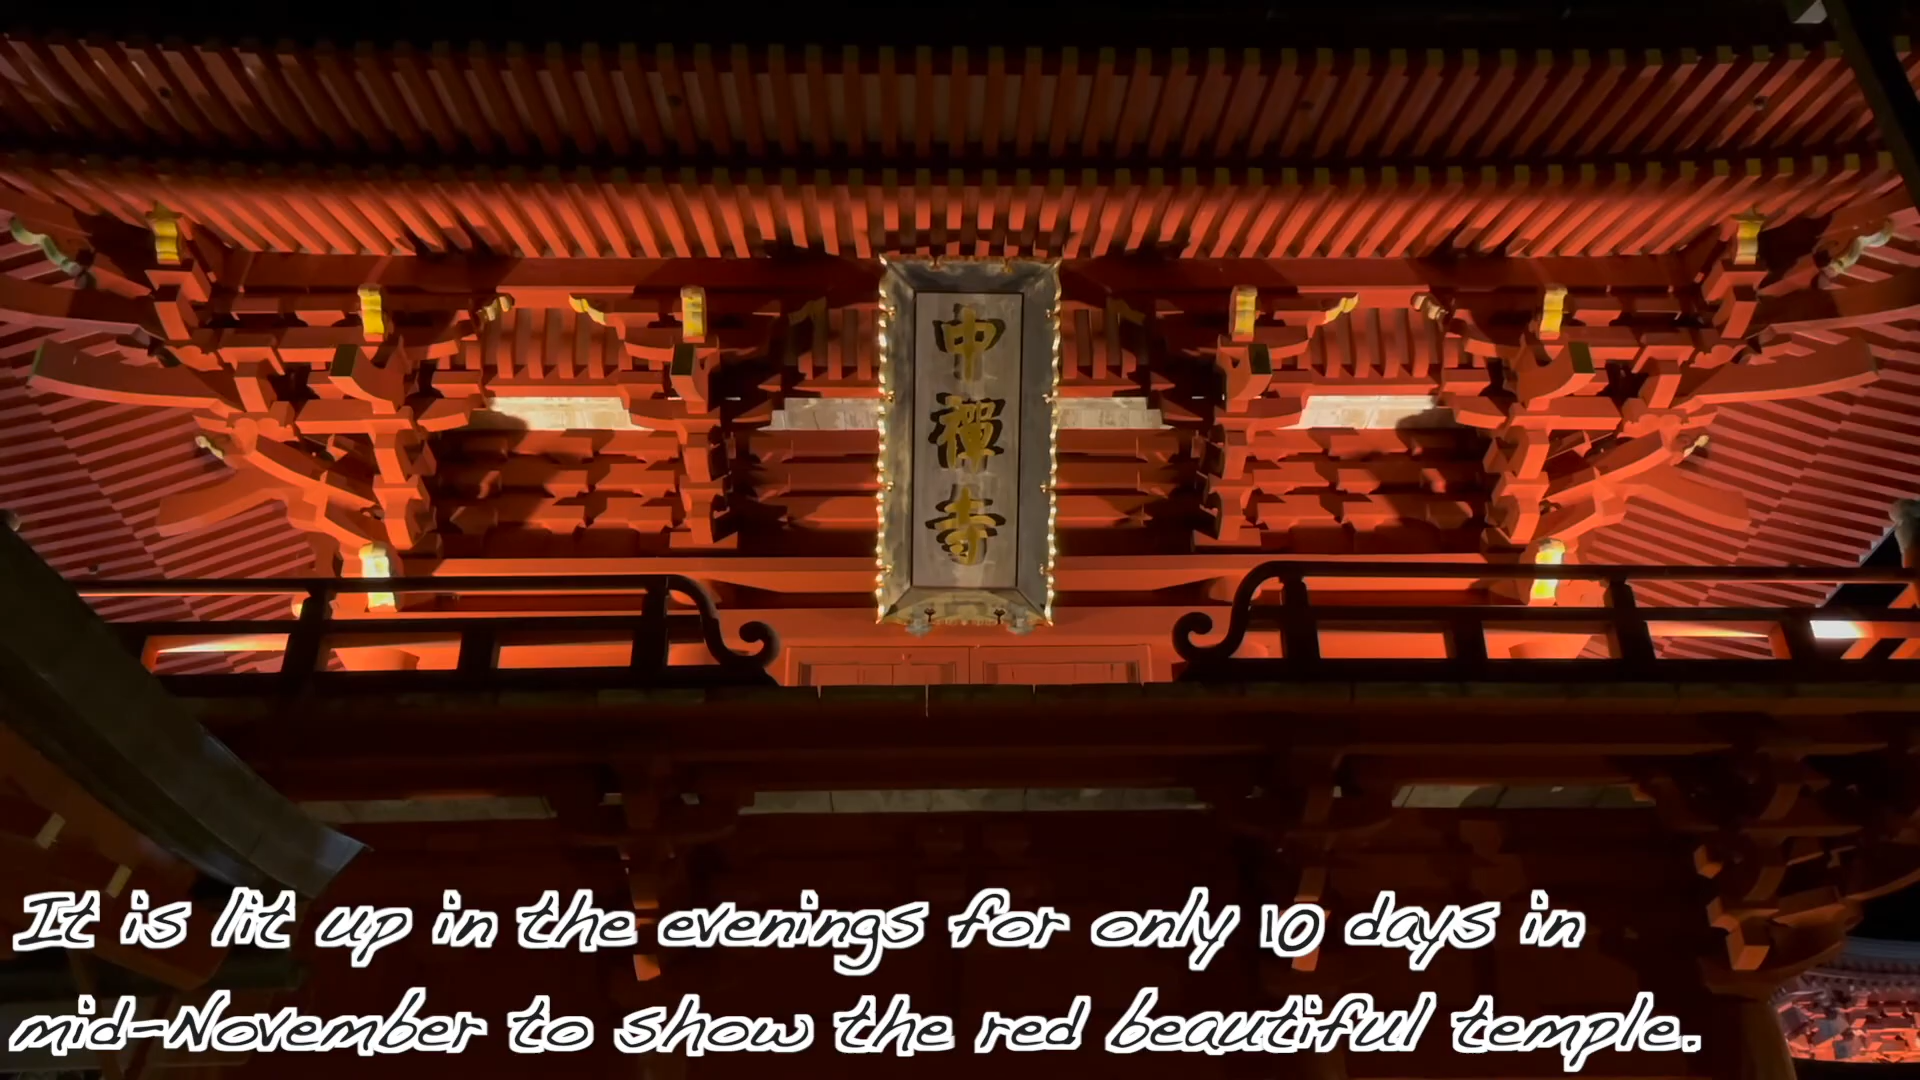 中禅寺
It is lit up in the evenings for only 10 days in
mid-November to show the red beautiful temple.